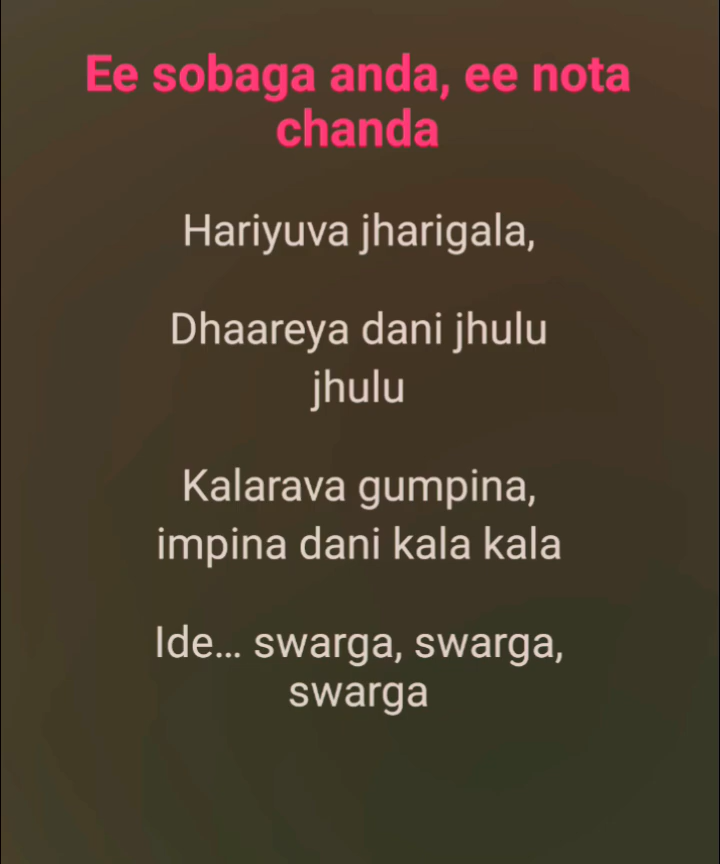 Ee sobaga anda, ee nota
chanda
Hariyuva jharigala,
Dhaareya dani jhulu
jhulu
Kalarava gumpina,
impina dani kala kala
Ide... swarga, swarga,
swarga